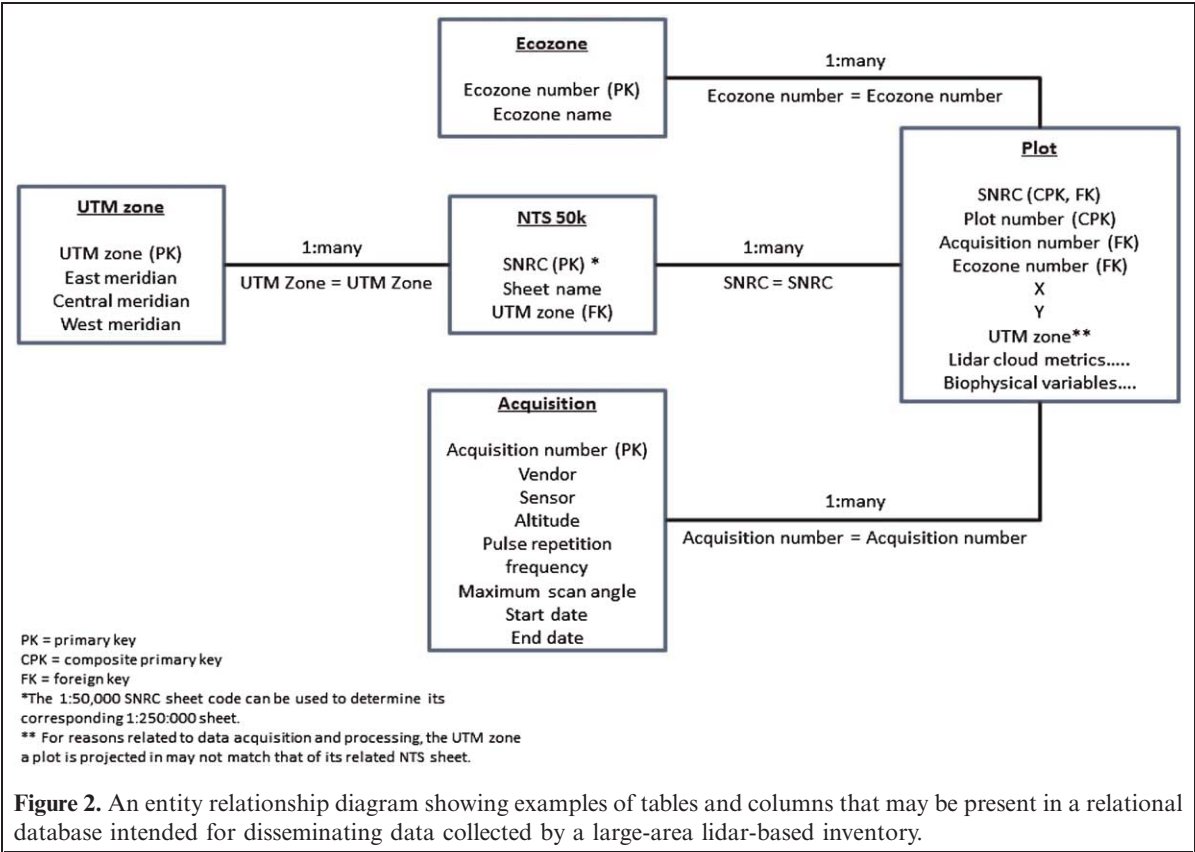 Ecozone
Ecozone number (PK)
Ecozone name
1:many
Ecozone number = Ecozone number
Plot
SNRC (CPK, FK)
Plot number (CPK)
Acquisition number (FK)
Ecozone number (FK)
X
Y
UTM zone**
Lidar cloud metrics.....
Biophysical variables....
UTM zone
UTM zone (PK)
East meridian
Central meridian
West meridian
1:many
UTM Zone = UTM Zone
NTS 50k
SNRC (PK) *
Sheet name
UTM zone (FK)
1:many
SNRC = SNRC
Acquisition
Acquisition number (PK)
Vendor
Sensor
Altitude
Pulse repetition
frequency
Maximum scan angle
Start date
End date
1:many
Acquisition number = Acquisition number
PK = primary key
CPK = composite primary key
FK = foreign key
*The 1:50,000 SNRC sheet code can be used to determine its
corresponding 1:250:000 sheet.
** For reasons related to data acquisition and processing, the UTM zone
a plot is projected in may not match that of its related NTS sheet.
Figure 2. An entity relationship diagram showing examples of tables and columns that may be present in a relational
database intended for disseminating data collected by a large-area lidar-based inventory.